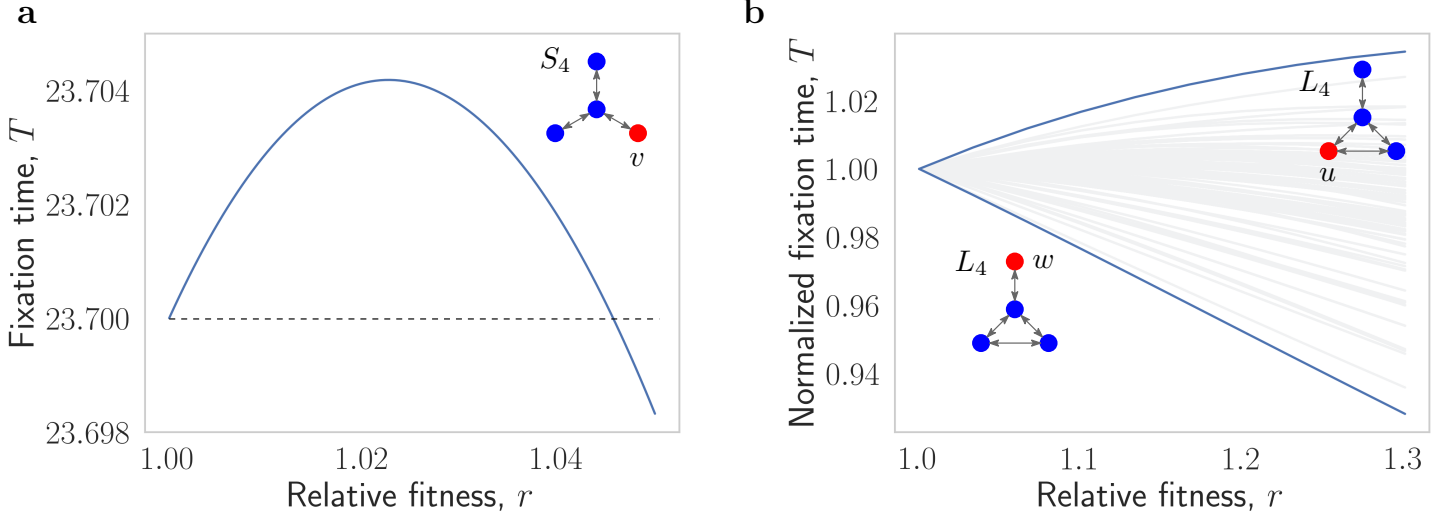 a
Fixation time, T
23.704
23.702
23.700
23.698
1.00
1.02
1.04
Relative fitness, r
S4
v
b
Normalized fixation time, T
1.02
1.00
0.98
0.96
0.94
1.0
1.1
1.2
1.3
Relative fitness, r
L4
u
L4
w